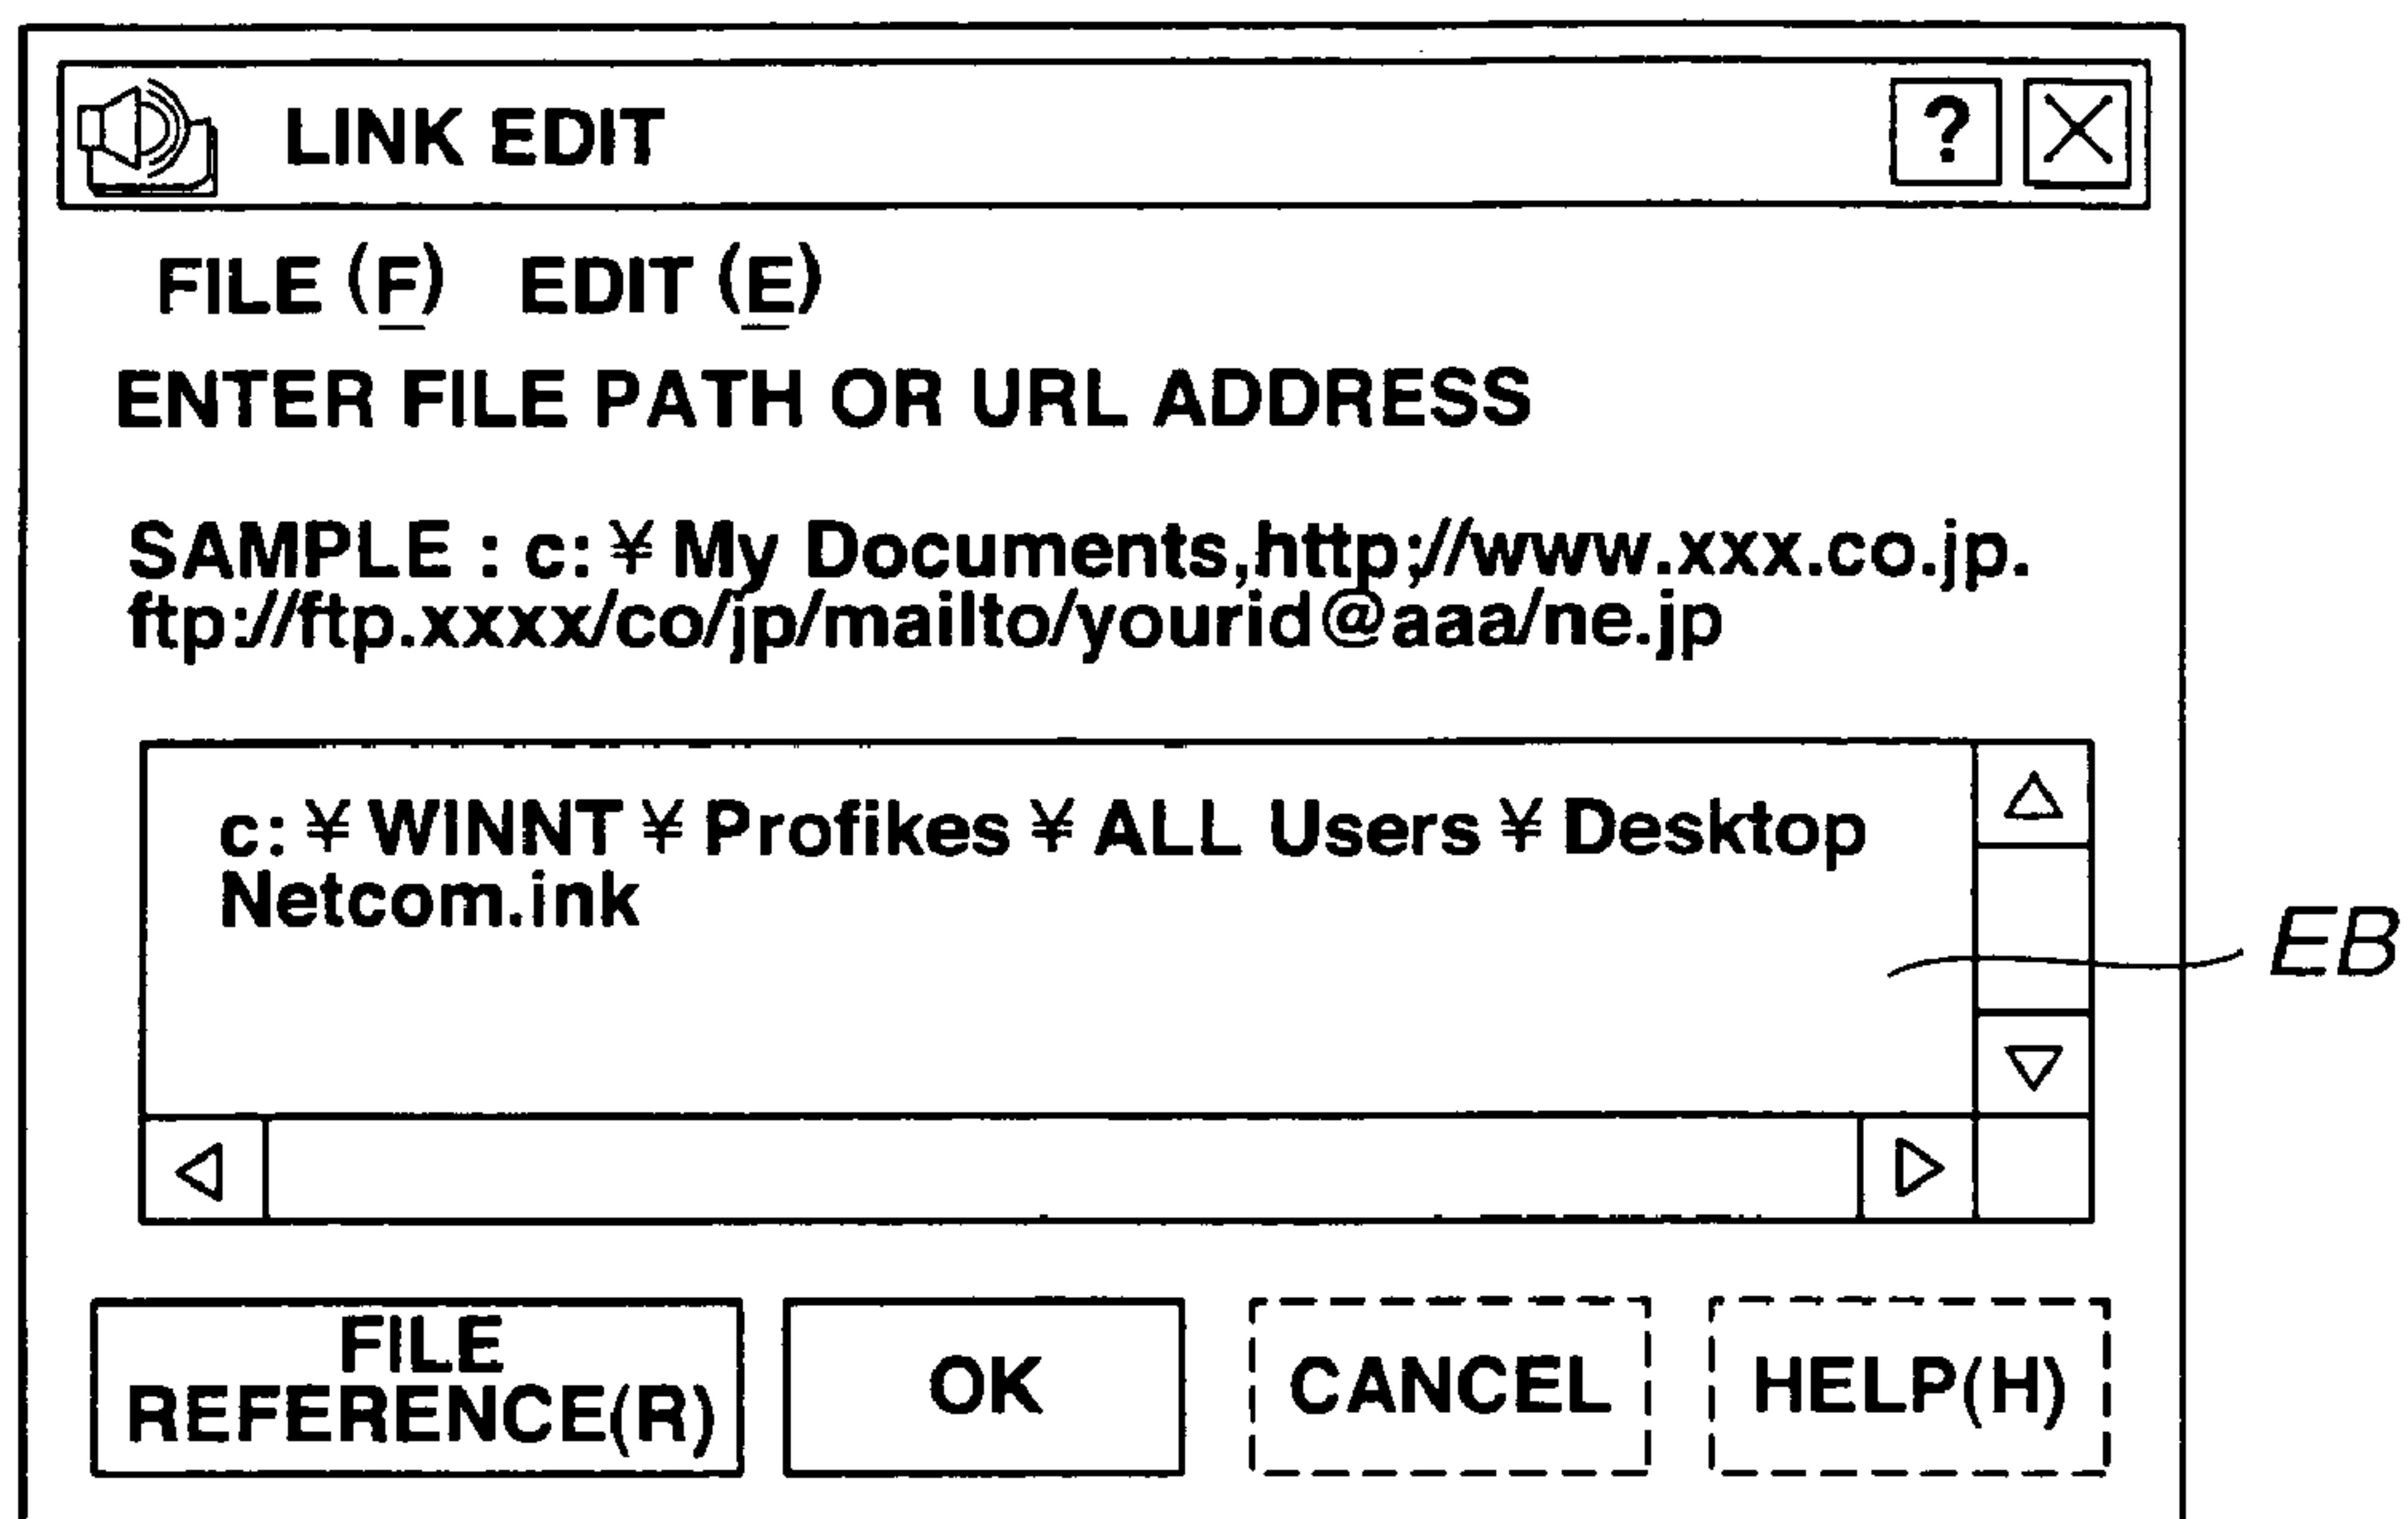 LINK EDIT ?
FILE (F) EDIT (E)
ENTER FILE PATH OR URL ADDRESS
SAMPLE : c: ¥ My Documents,http;//www.xxx.co.jp.
ftp://ftp.xxxx/co/jp/mailto/yourid@aaa/ne.jp
c: ¥ WINNT ¥ Profikes ¥ ALL Users ¥ Desktop
Netcom.ink
EB
FILE
REFERENCE(R)
OK
CANCEL
HELP(H)